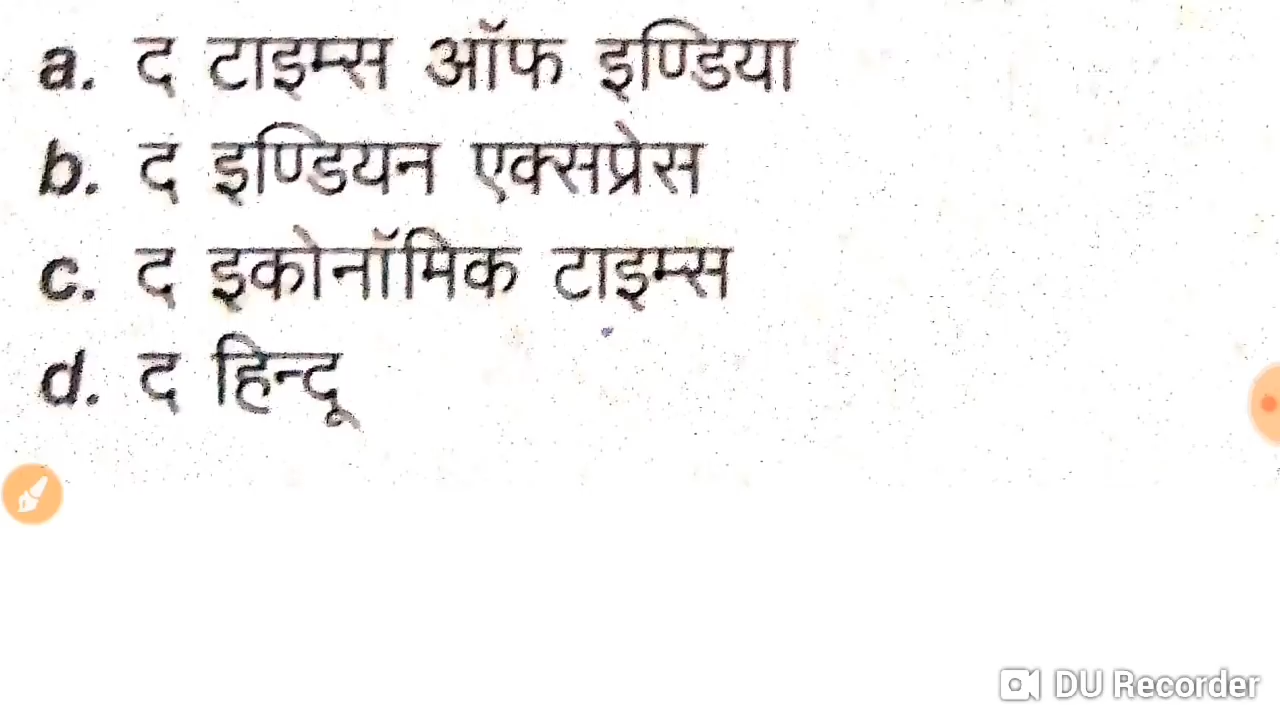 a. द टाइम्स ऑफ इण्डिया
b. द इण्डियन एक्सप्रेस
c. द इकोनॉमिक टाइम्स
d. द हिन्दू
DU Recorder